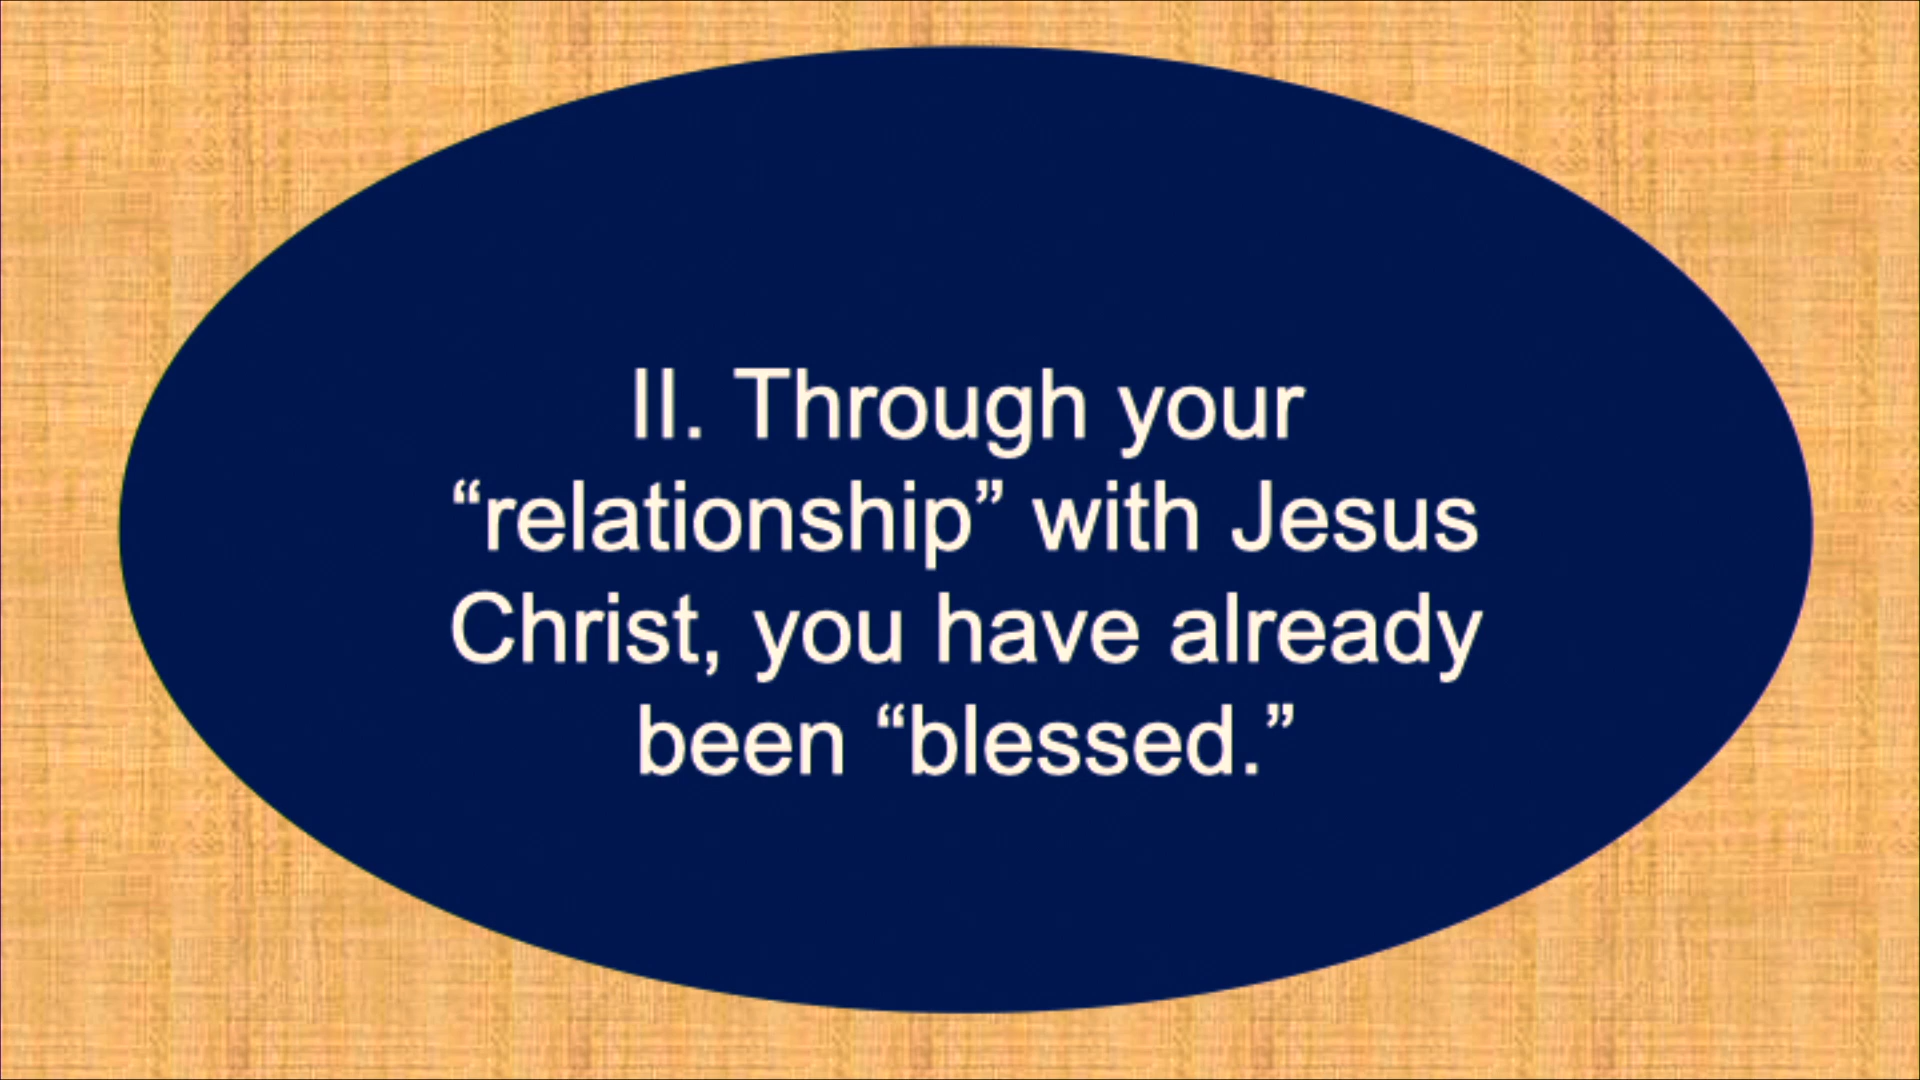 II. Through your
“relationship” with Jesus
Christ, you have already
been “blessed.”